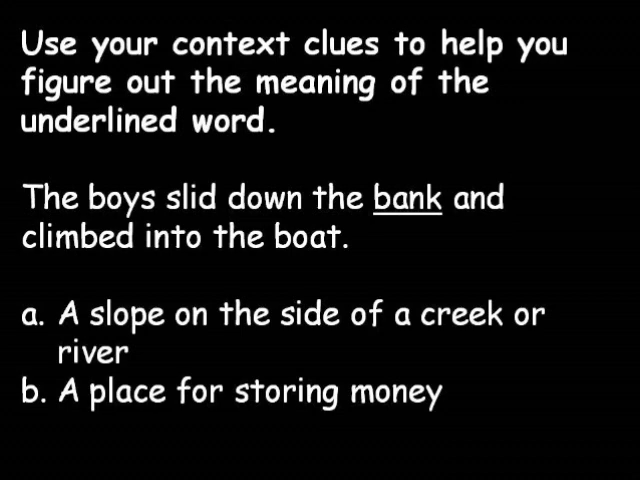 Use your context clues to help you
figure out the meaning of the
underlined word.
The boys slid down the bank and
climbed into the boat.
a. A slope on the side of a creek or
river
b. A place for storing money